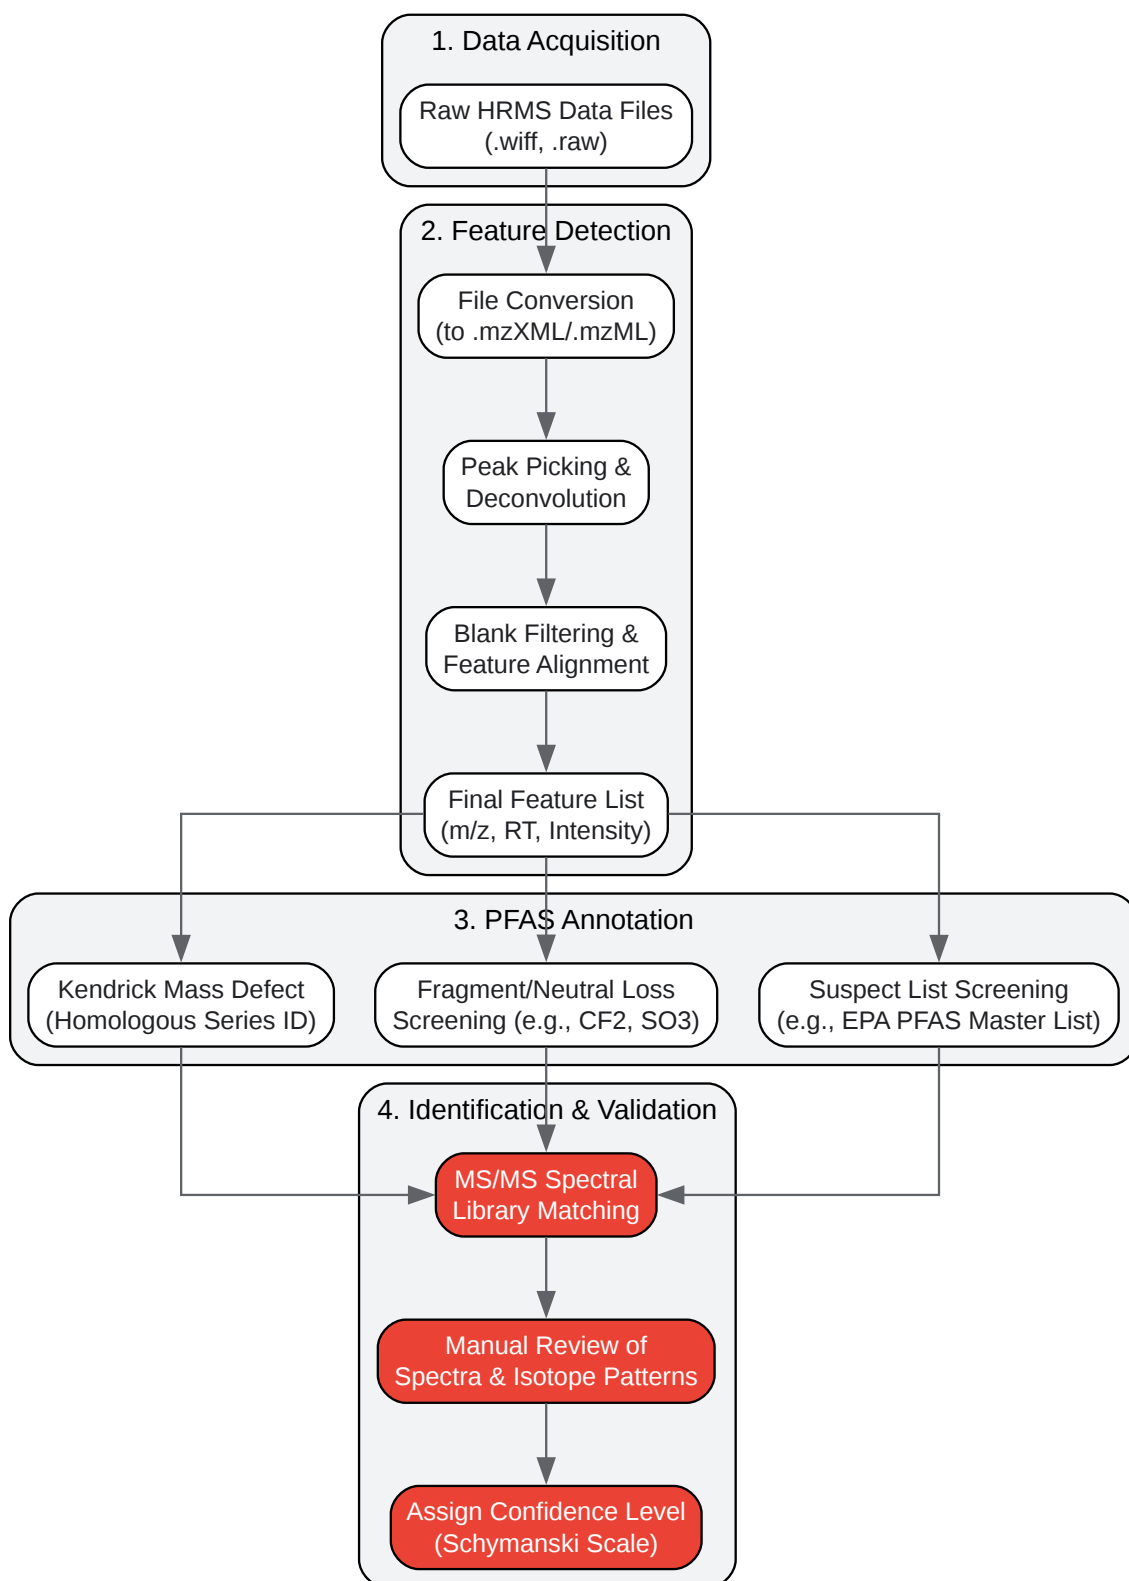 1. Data Acquisition
Raw HRMS Data Files
(.wiff, .raw)
2. Feature Detection
File Conversion
(to .mzXML/.mzML)
Peak Picking &
Deconvolution
Blank Filtering &
Feature Alignment
Final Feature List
(m/z, RT, Intensity)
3. PFAS Annotation
Kendrick Mass Defect
(Homologous Series ID)
Fragment/Neutral Loss
Screening (e.g., CF2, SO3)
Suspect List Screening
(e.g., EPA PFAS Master List)
4. Identification & Validation
MS/MS Spectral
Library Matching
Manual Review of
Spectra & Isotope Patterns
Assign Confidence Level
(Schymanski Scale)